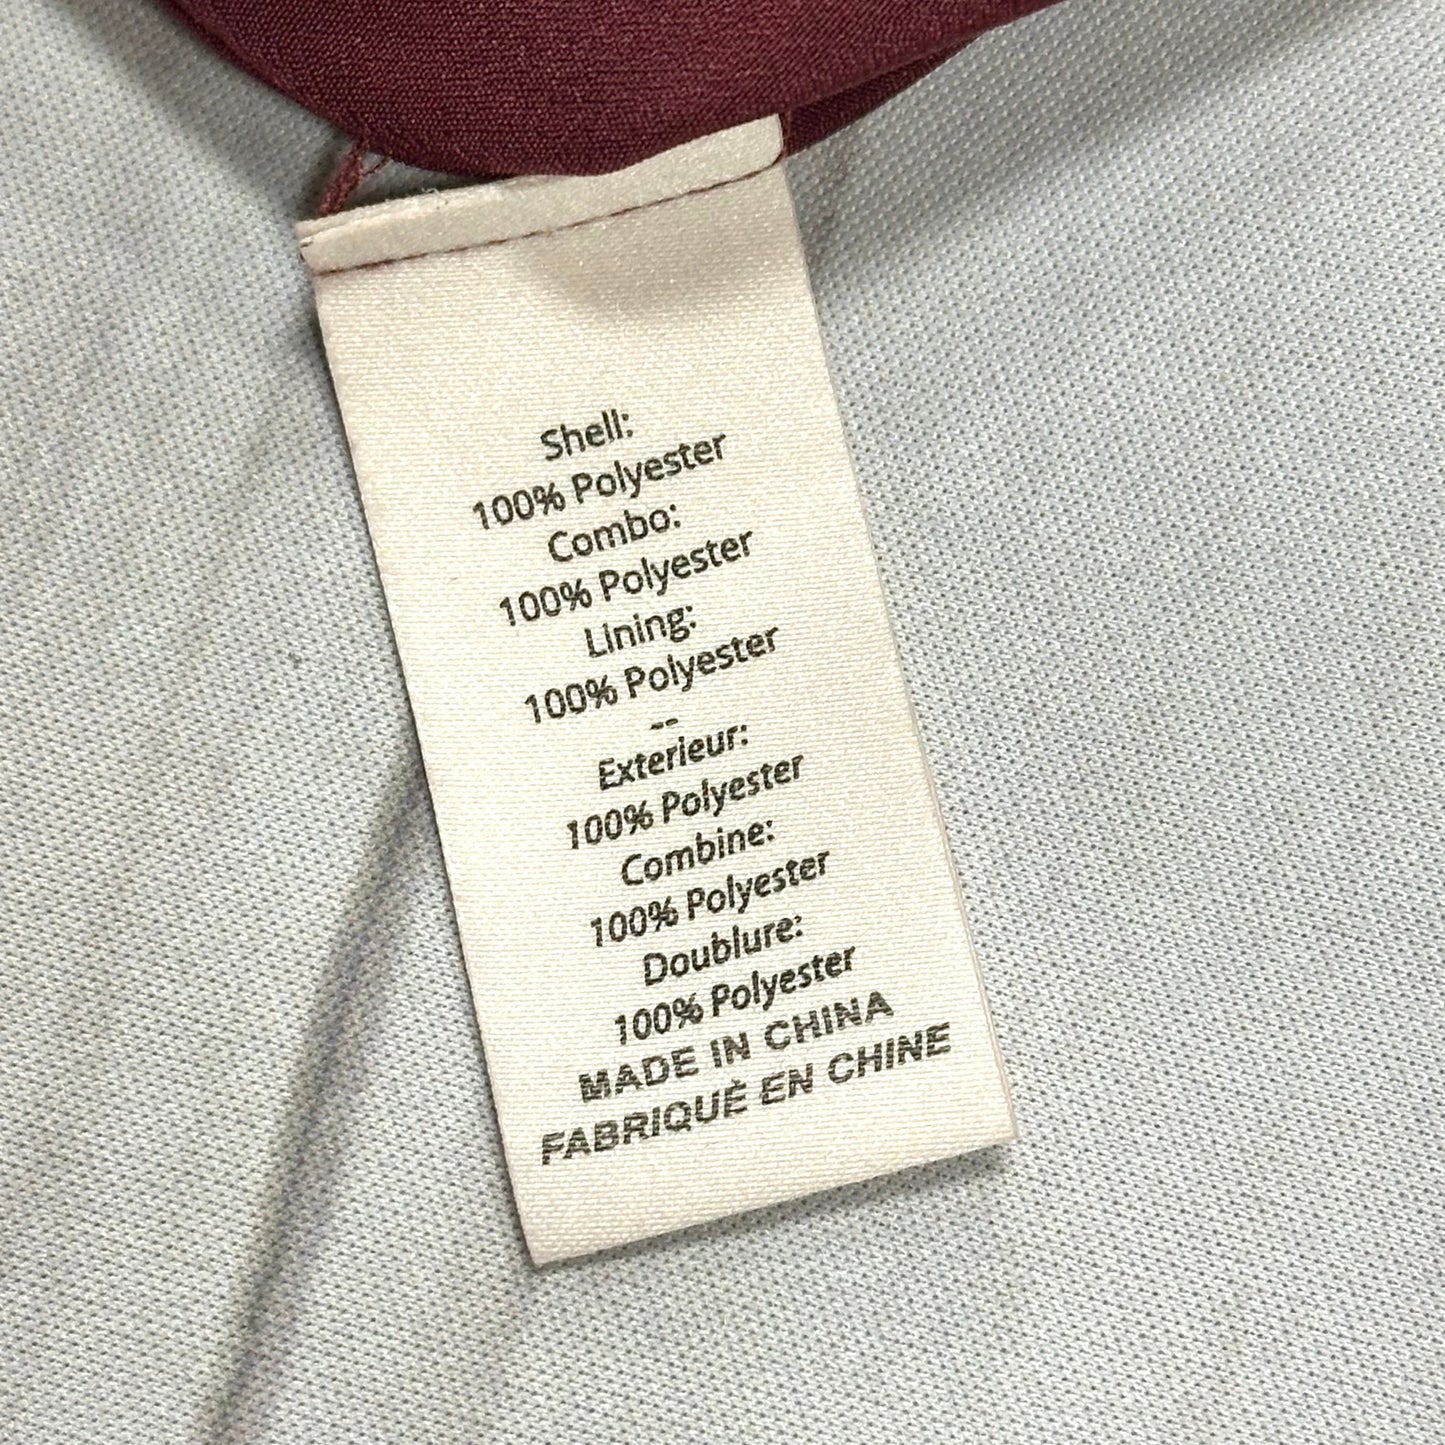 Shell:
100% Polyester
Combo:
100% Polyester
Lining:
100% Polyester
--
Exterieur:
100% Polyester
Combine:
100% Polyester
Doublure:
100% Polyester
MADE IN CHINA
FABRIQUÈ EN CHINE